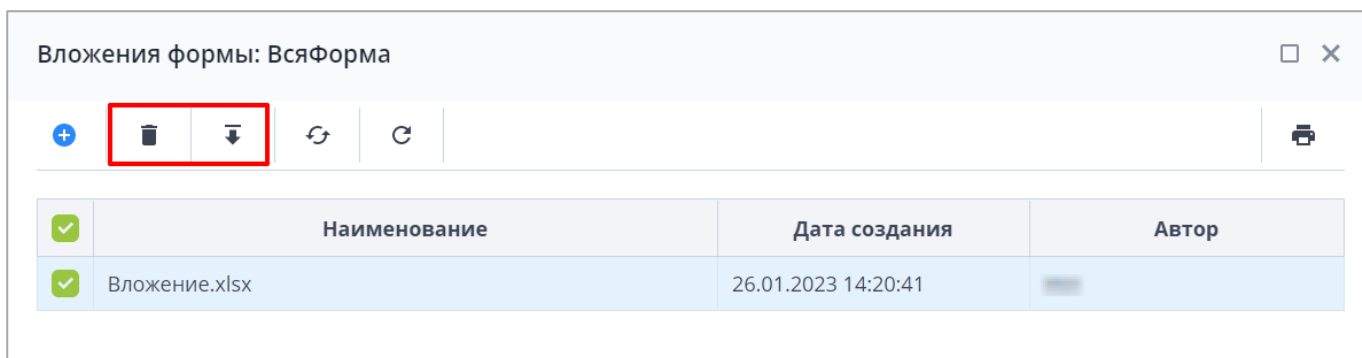 Вложения формы: ВсяФорма
Наименование Дата создания Автор
Вложение.xlsx 26.01.2023 14:20:41